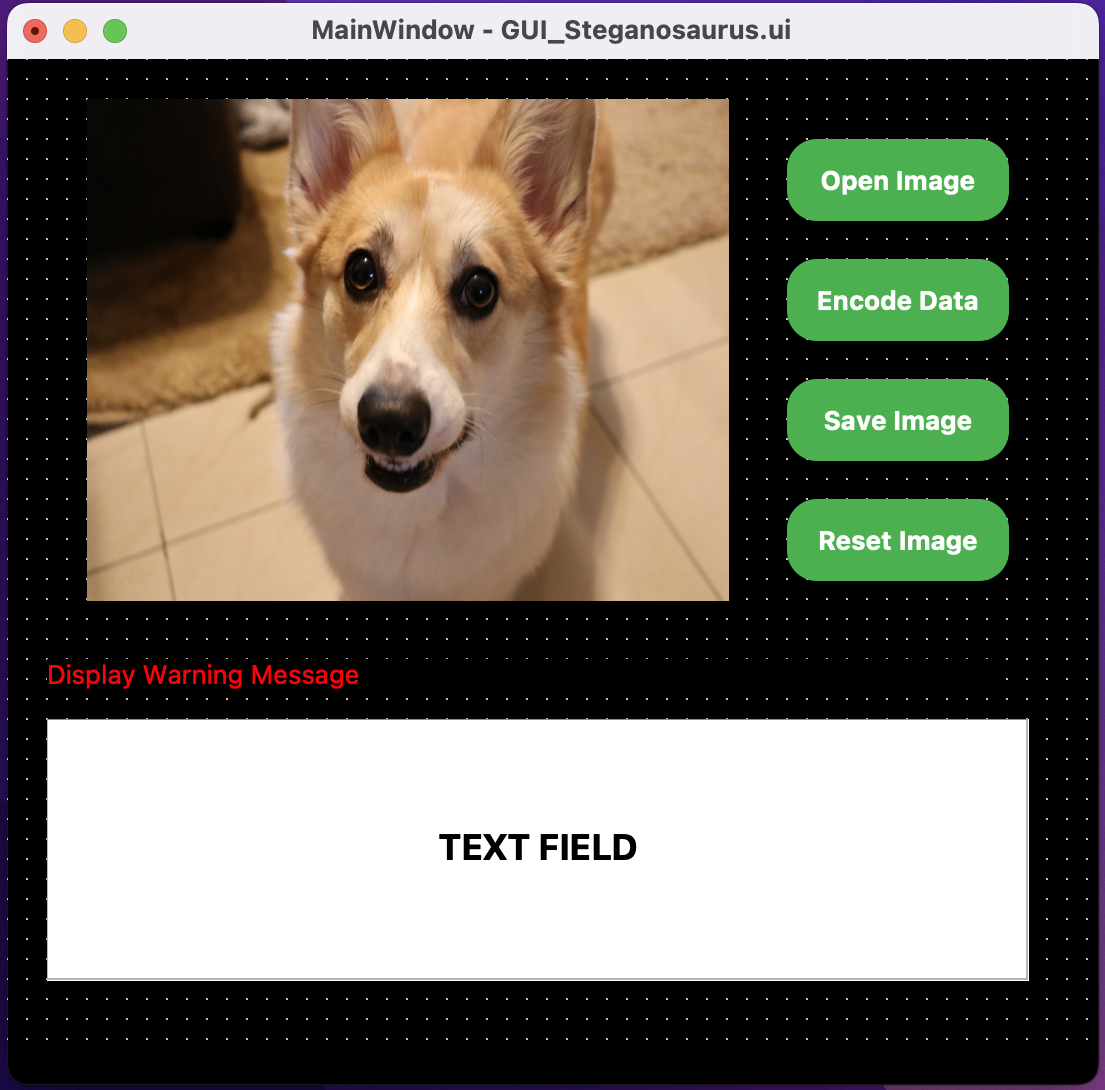 MainWindow - GUI_Steganosaurus.ui
Open Image
Encode Data
Save Image
Reset Image
Display Warning Message
TEXT FIELD